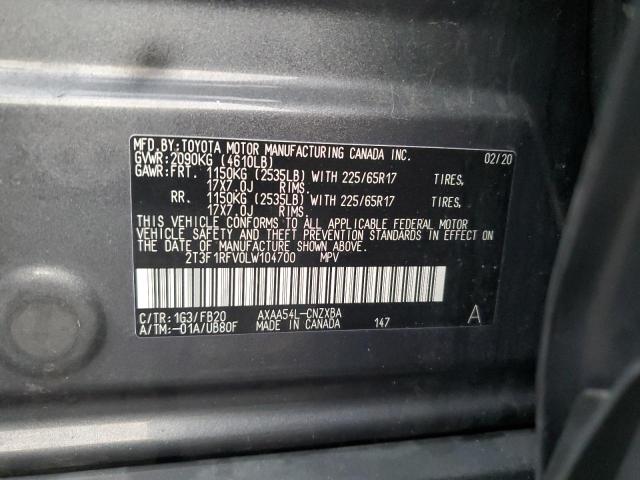 MFD.BY:TOYOTA MOTOR MANUFACTURING CANADA INC. 02/20
GVWR:2090KG (4610LB)
GAWR:FRT. 1150KG (2535LB) WITH 225/65R17 TIRES,
17X7.0J RIMS.
RR. 1150KG (2535LB) WITH 225/65R17 TIRES,
17X7.0J RIMS.
THIS VEHICLE CONFORMS TO ALL APPLICABLE FEDERAL MOTOR
VEHICLE SAFETY AND THEFT PREVENTION STANDARDS IN EFFECT
ON THE DATE OF MANUFACTURE SHOWN ABOVE.
2T3F1RFV0LW104700 MPV
C/TR:1G3/FB20 AXAA54L-CNZXBA A
A/TM:-01A/UB80F MADE IN CANADA 147